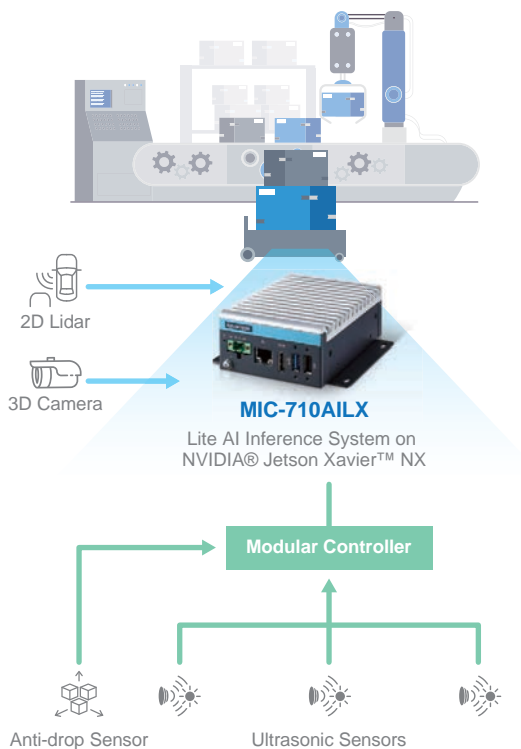 2D Lidar
3D Camera
MIC-710AILX
Lite AI Inference System on
NVIDIA® Jetson Xavier™ NX
Modular Controller
Anti-drop Sensor
Ultrasonic Sensors